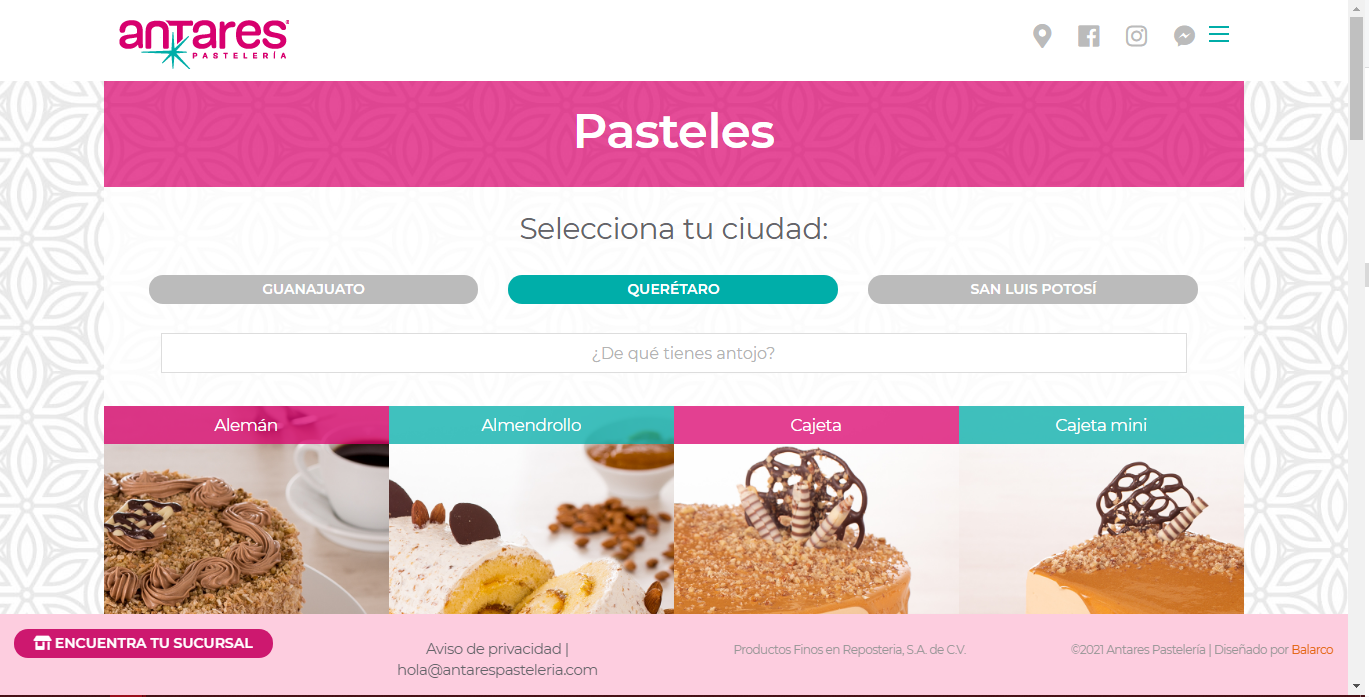 antares
PASTELERÍA
Pasteles
Selecciona tu ciudad:
GUANAJUATO
QUERÉTARO
SAN LUIS POTOSÍ
¿De qué tienes antojo?
Alemán
Almendrollo
Cajeta
Cajeta mini
ENCUENTRA TU SUCURSAL
Aviso de privacidad |
hola@antarespasteleria.com
Productos Finos en Reposteria, S.A. de C.V.
©2021 Antares Pastelería | Diseñado por Balarco